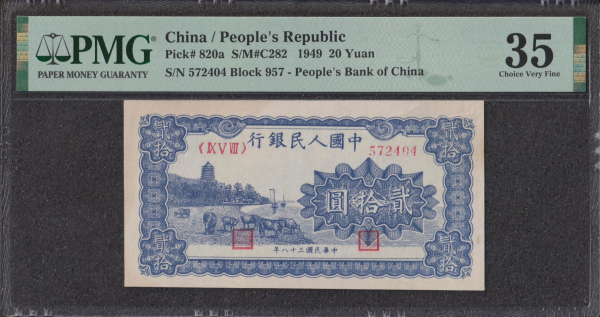 PMG
PAPER MONEY GUARANTY
China / People's Republic
Pick# 820a S/M#C282 1949 20 Yuan
S/N 572404 Block 957 - People's Bank of China
35
Choice Very Fine
行銀民人國中
〈IX V VII〉
572404
貳拾
貳拾
圓拾貳
貳拾
貳拾
年八十三國民華中